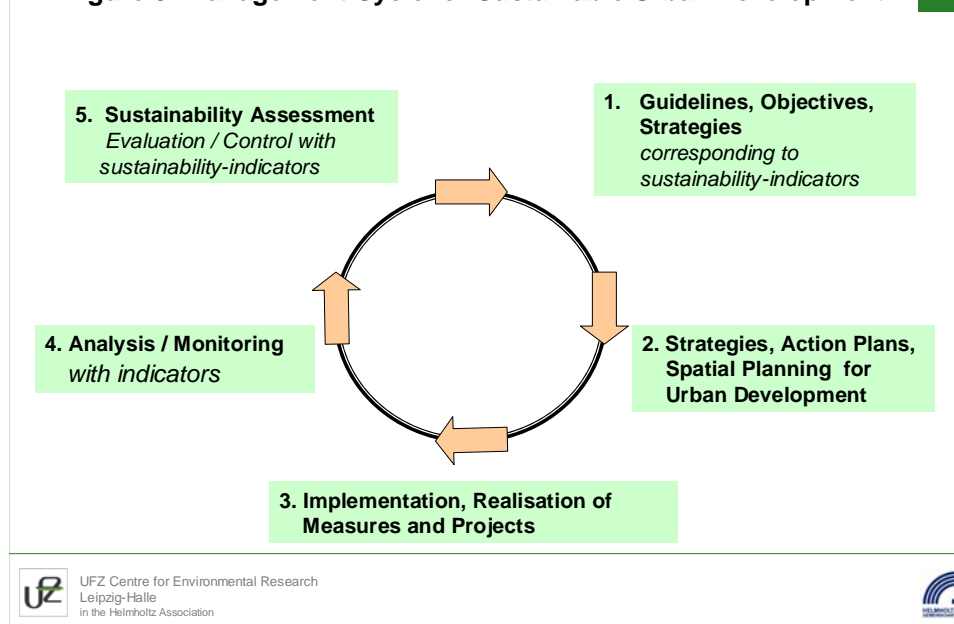 5. Sustainability Assessment
Evaluation / Control with
sustainability-indicators
1. Guidelines, Objectives,
Strategies
corresponding to
sustainability-indicators
4. Analysis / Monitoring
with indicators
2. Strategies, Action Plans,
Spatial Planning for
Urban Development
3. Implementation, Realisation of
Measures and Projects
UFZ
UFZ Centre for Environmental Research
Leipzig-Halle
in the Helmholtz Association